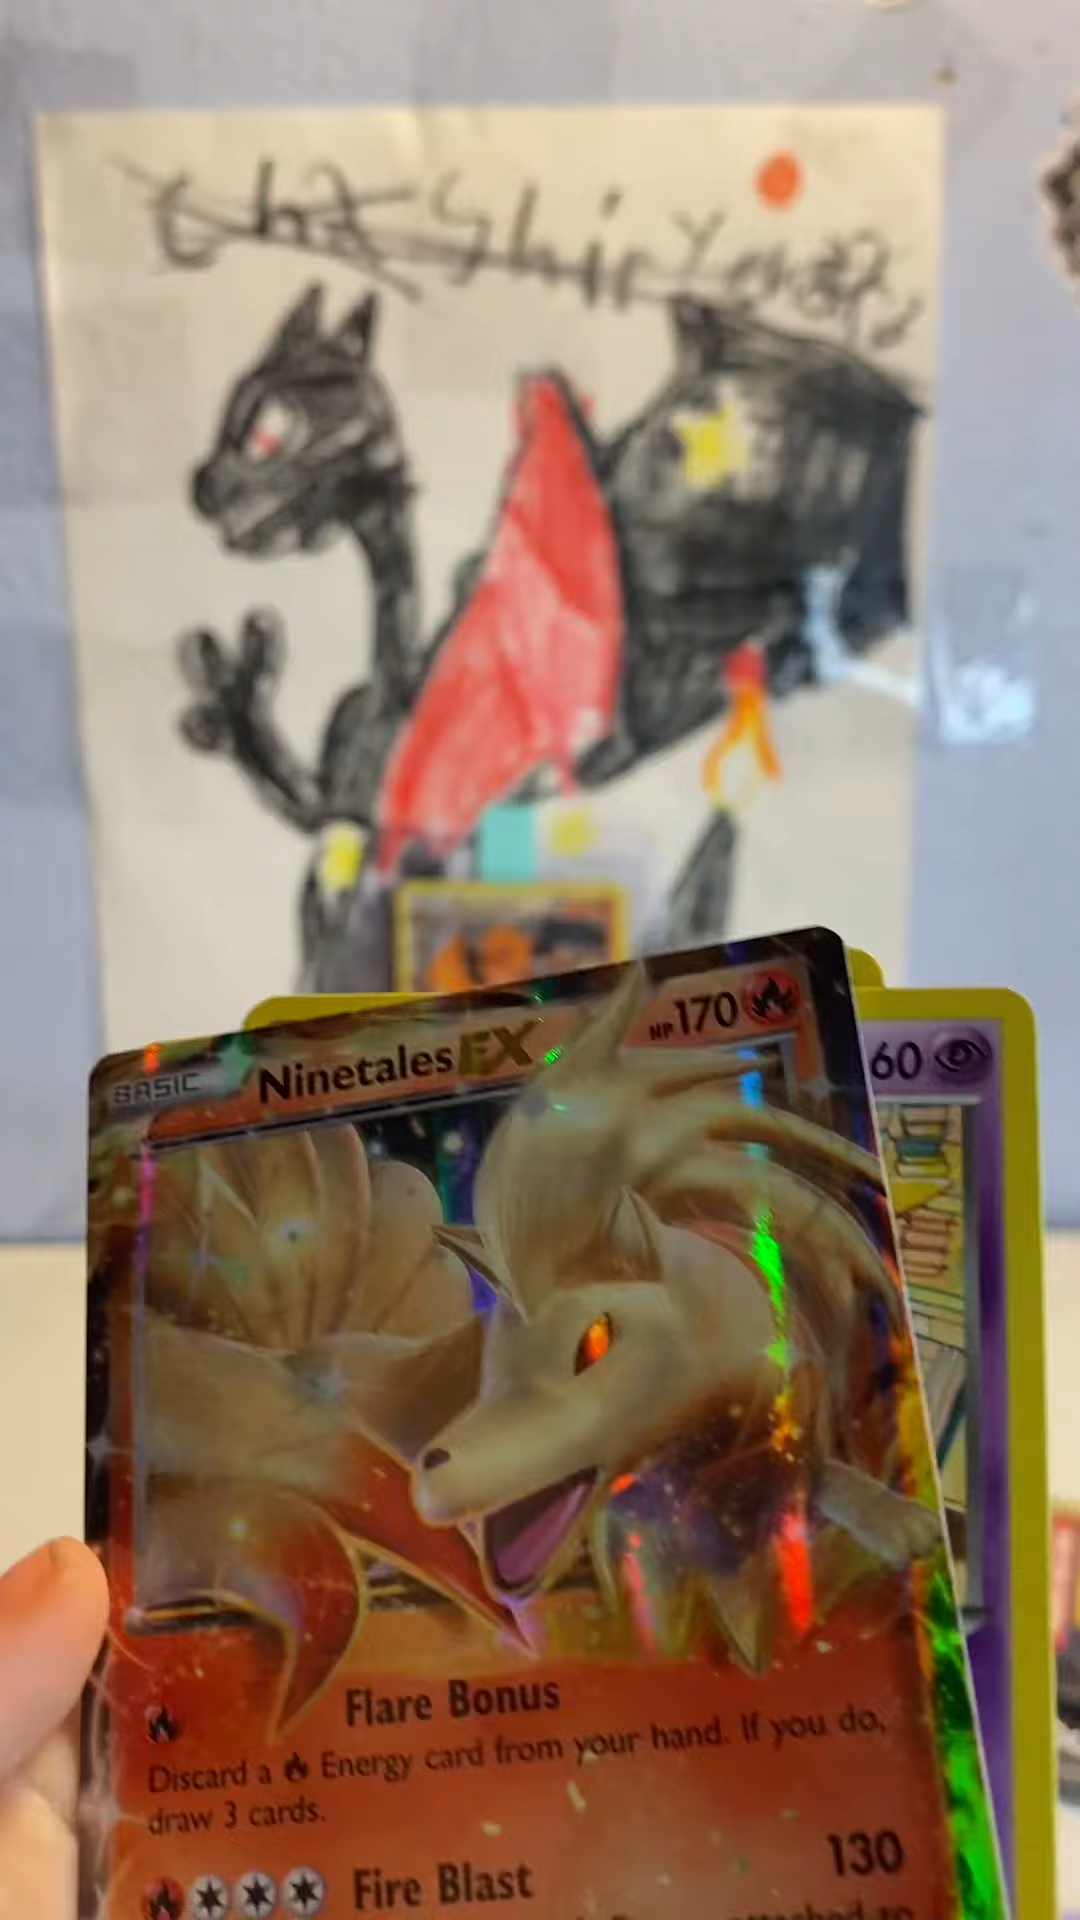 BASIC Ninetales EX HP 170
60
Flare Bonus
Discard a Energy card from your hand. If you do,
draw 3 cards.
Fire Blast 130